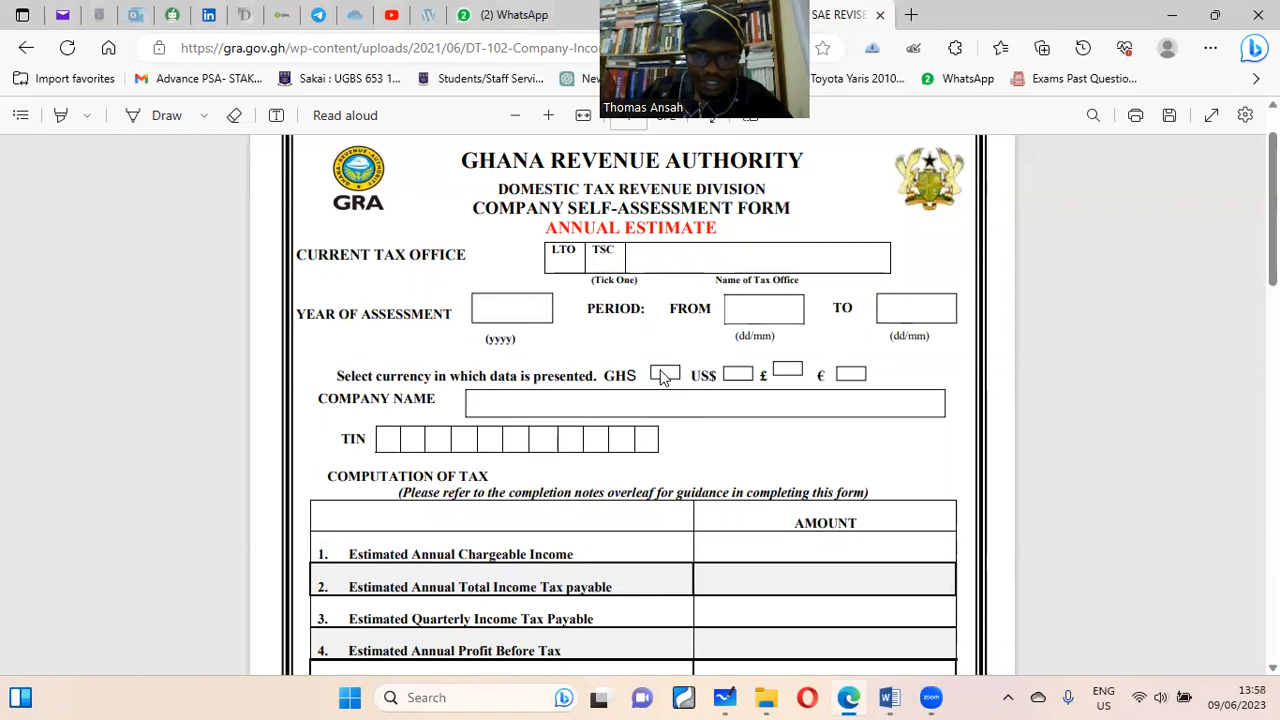 (2) WhatsApp
SAE REVISE
https://gra.gov.gh/wp-content/uploads/2021/06/DT-102-Company-Inco
Import favorites
Advance PSA- STAK...
Sakai : UGBS 653 1...
Students/Staff Servi...
Toyota Yaris 2010...
WhatsApp
Exams Past Questio...
Thomas Ansah
Draw
Read aloud
GHANA REVENUE AUTHORITY
DOMESTIC TAX REVENUE DIVISION
GRA
COMPANY SELF-ASSESSMENT FORM
ANNUAL ESTIMATE
CURRENT TAX OFFICE LTO TSC
(Tick One) Name of Tax Office
YEAR OF ASSESSMENT PERIOD: FROM TO
(yyyy) (dd/mm) (dd/mm)
Select currency in which data is presented. GHS US$ £ €
COMPANY NAME
TIN
COMPUTATION OF TAX
(Please refer to the completion notes overleaf for guidance in completing this form)
AMOUNT
1. Estimated Annual Chargeable Income
2. Estimated Annual Total Income Tax payable
3. Estimated Quarterly Income Tax Payable
4. Estimated Annual Profit Before Tax
Search
ENG
UK
13:55
09/06/2023